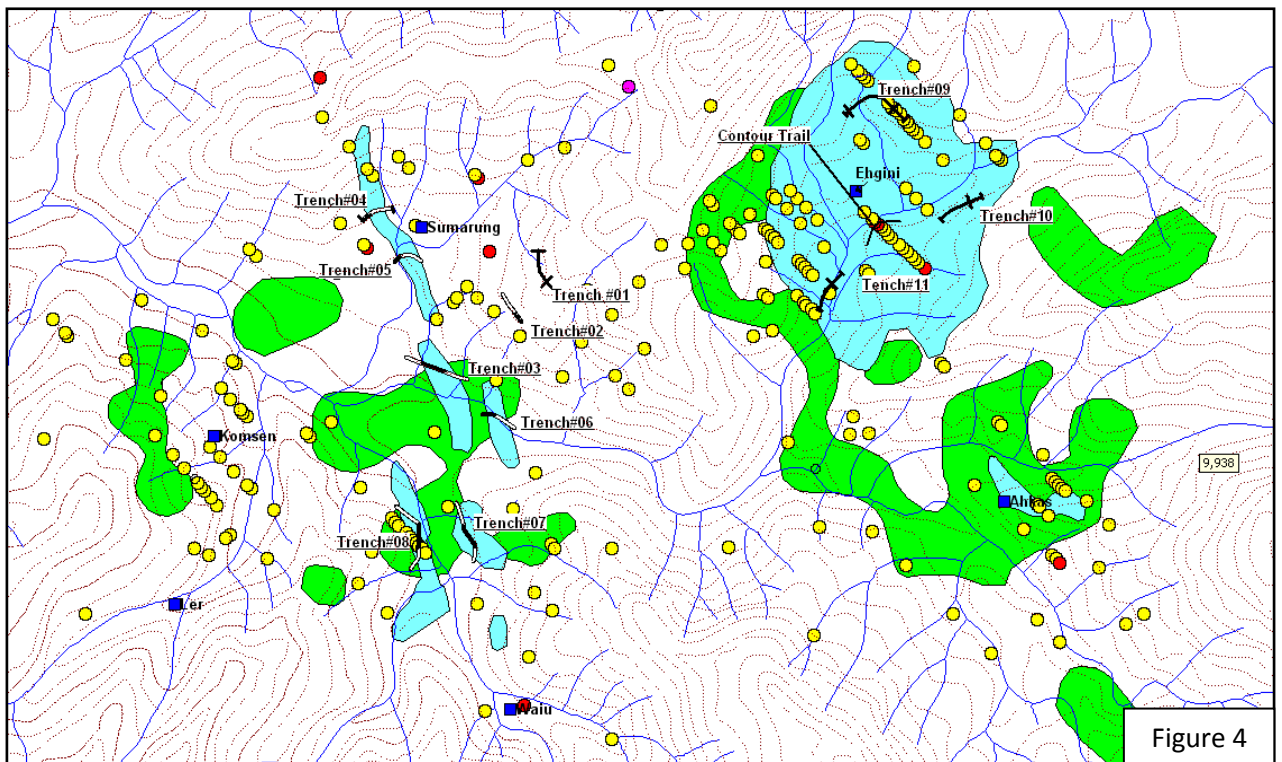 Trench#09
Contour Trail
Ehgini
Trench#04
Trench#10
Sumarung
Trench#05
Tench#11
Trench #01
Trench#02
Trench#03
Trench#06
Komsen
9,938
Ahkas
Trench#07
Trench#08
Ler
Waiu
Figure 4